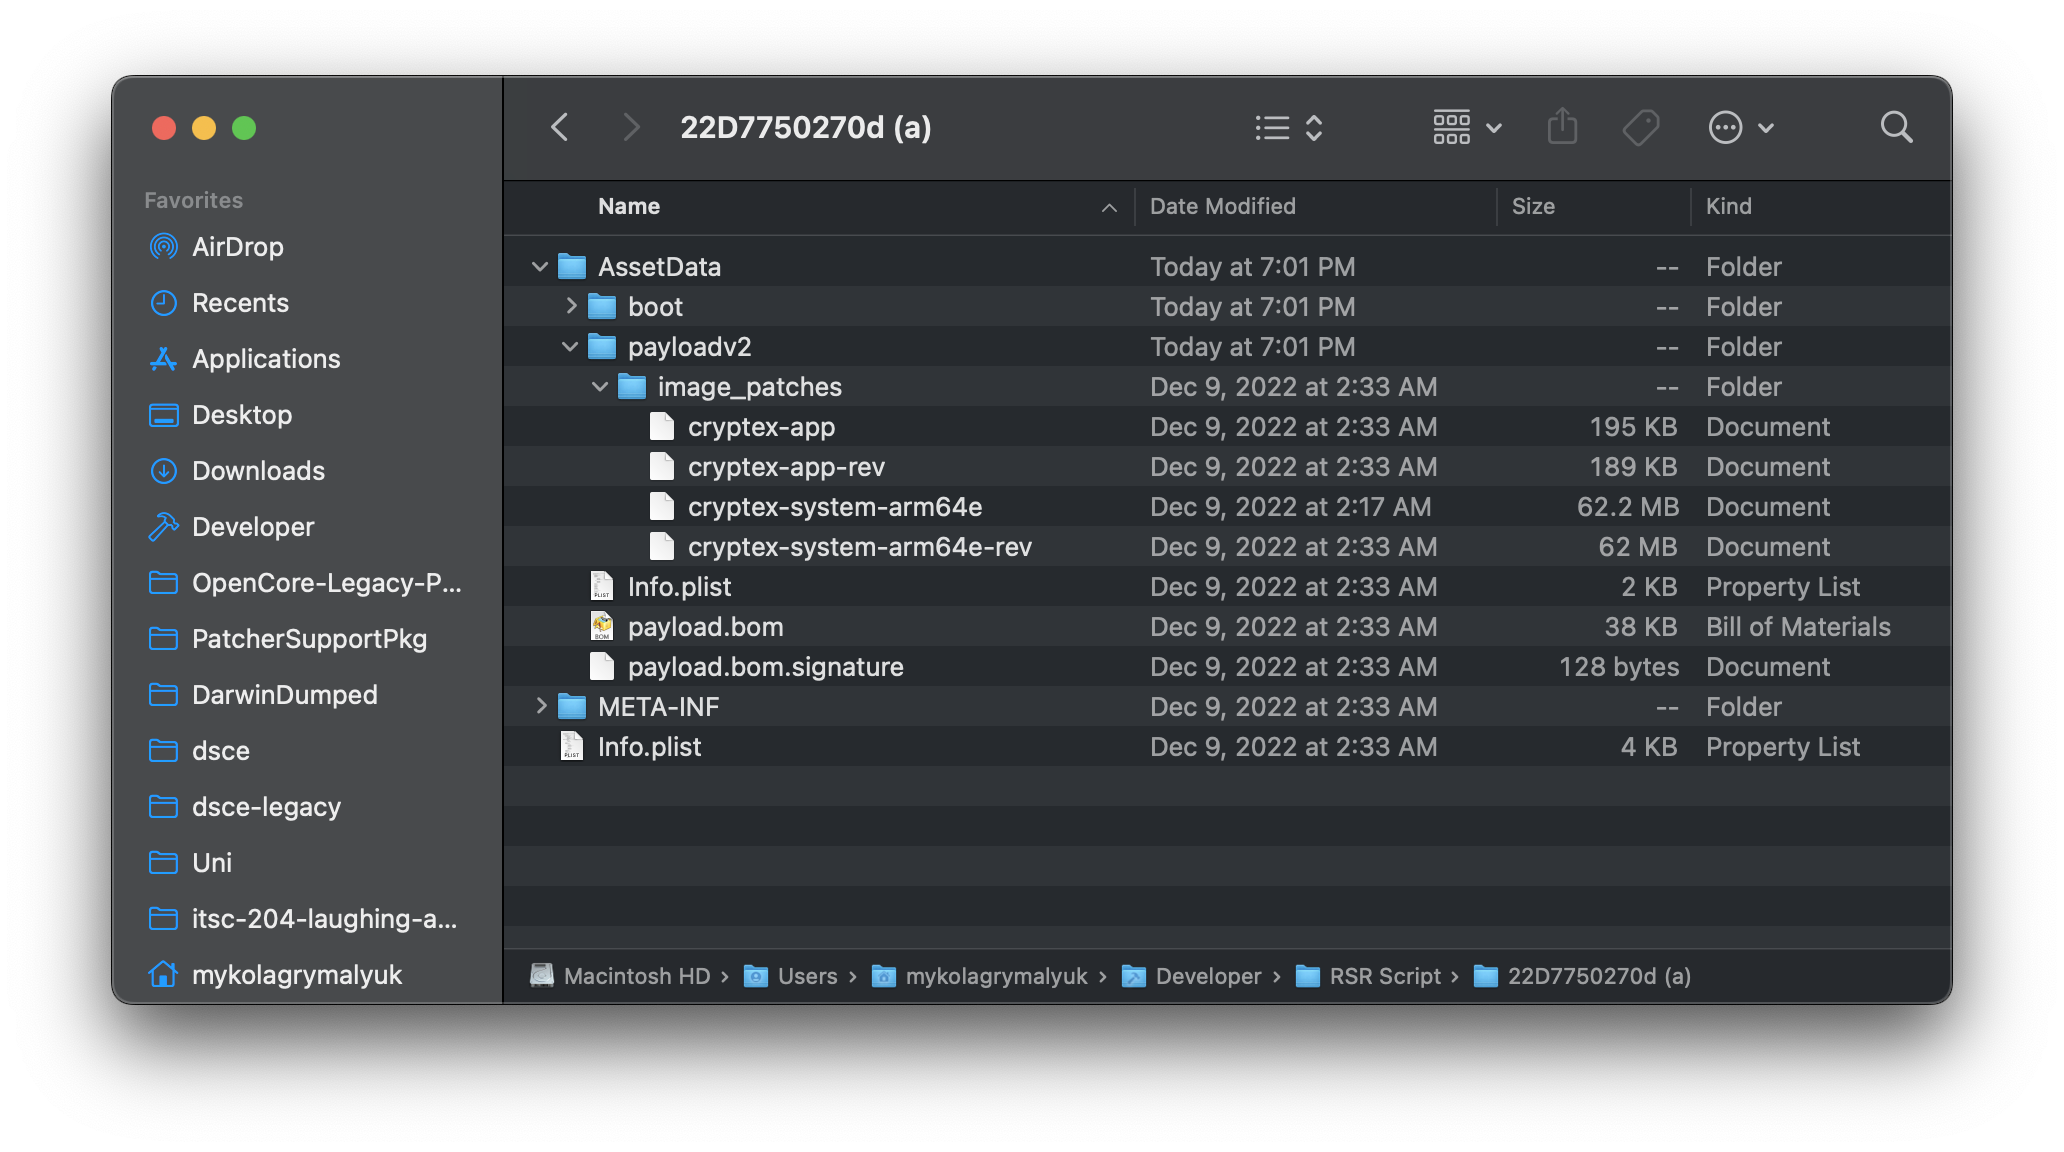 22D7750270d (a)
Favorites
AirDrop
Recents
Applications
Desktop
Downloads
Developer
OpenCore-Legacy-P...
PatcherSupportPkg
DarwinDumped
dsce
dsce-legacy
Uni
itsc-204-laughing-a...
mykolagrymalyuk
Name Date Modified Size Kind
AssetData Today at 7:01 PM -- Folder
boot Today at 7:01 PM -- Folder
payloadv2 Today at 7:01 PM -- Folder
image_patches Dec 9, 2022 at 2:33 AM -- Folder
cryptex-app Dec 9, 2022 at 2:33 AM 195 KB Document
cryptex-app-rev Dec 9, 2022 at 2:33 AM 189 KB Document
cryptex-system-arm64e Dec 9, 2022 at 2:17 AM 62.2 MB Document
cryptex-system-arm64e-rev Dec 9, 2022 at 2:33 AM 62 MB Document
Info.plist Dec 9, 2022 at 2:33 AM 2 KB Property List
payload.bom Dec 9, 2022 at 2:33 AM 38 KB Bill of Materials
payload.bom.signature Dec 9, 2022 at 2:33 AM 128 bytes Document
META-INF Dec 9, 2022 at 2:33 AM -- Folder
Info.plist Dec 9, 2022 at 2:33 AM 4 KB Property List
Macintosh HD › Users › mykolagrymalyuk › Developer › RSR Script › 22D7750270d (a)